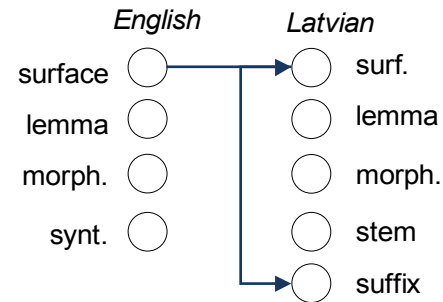 English Latvian
surface surf.
lemma lemma
morph. morph.
synt. stem
suffix